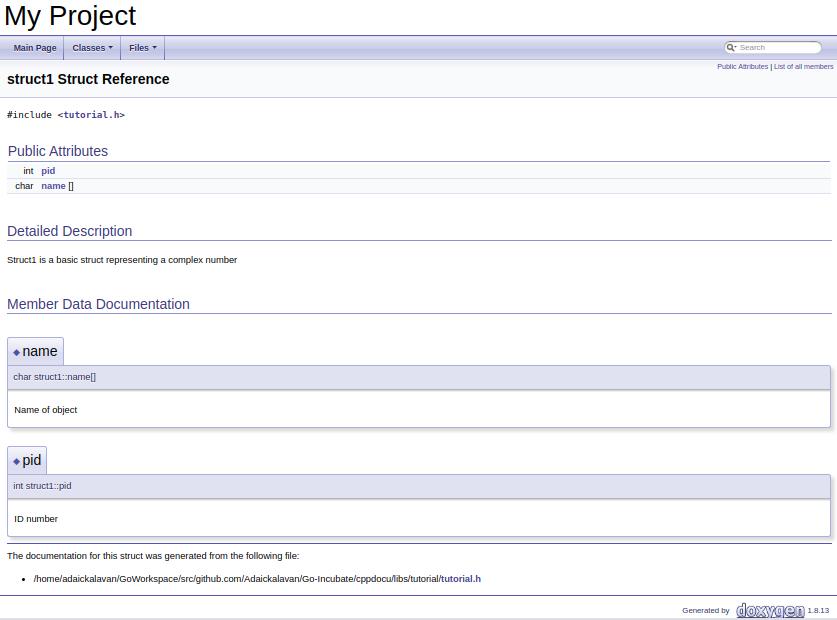 My Project
Main Page Classes Files Search
Public Attributes | List of all members
struct1 Struct Reference
#include <tutorial.h>
Public Attributes
int pid
char name []
Detailed Description
Struct1 is a basic struct representing a complex number
Member Data Documentation
◆ name
char struct1::name[]
Name of object
◆ pid
int struct1::pid
ID number
The documentation for this struct was generated from the following file:
• /home/adaickalavan/GoWorkspace/src/github.com/Adaickalavan/Go-Incubate/cppdocu/libs/tutorial/tutorial.h
Generated by doxygen 1.8.13